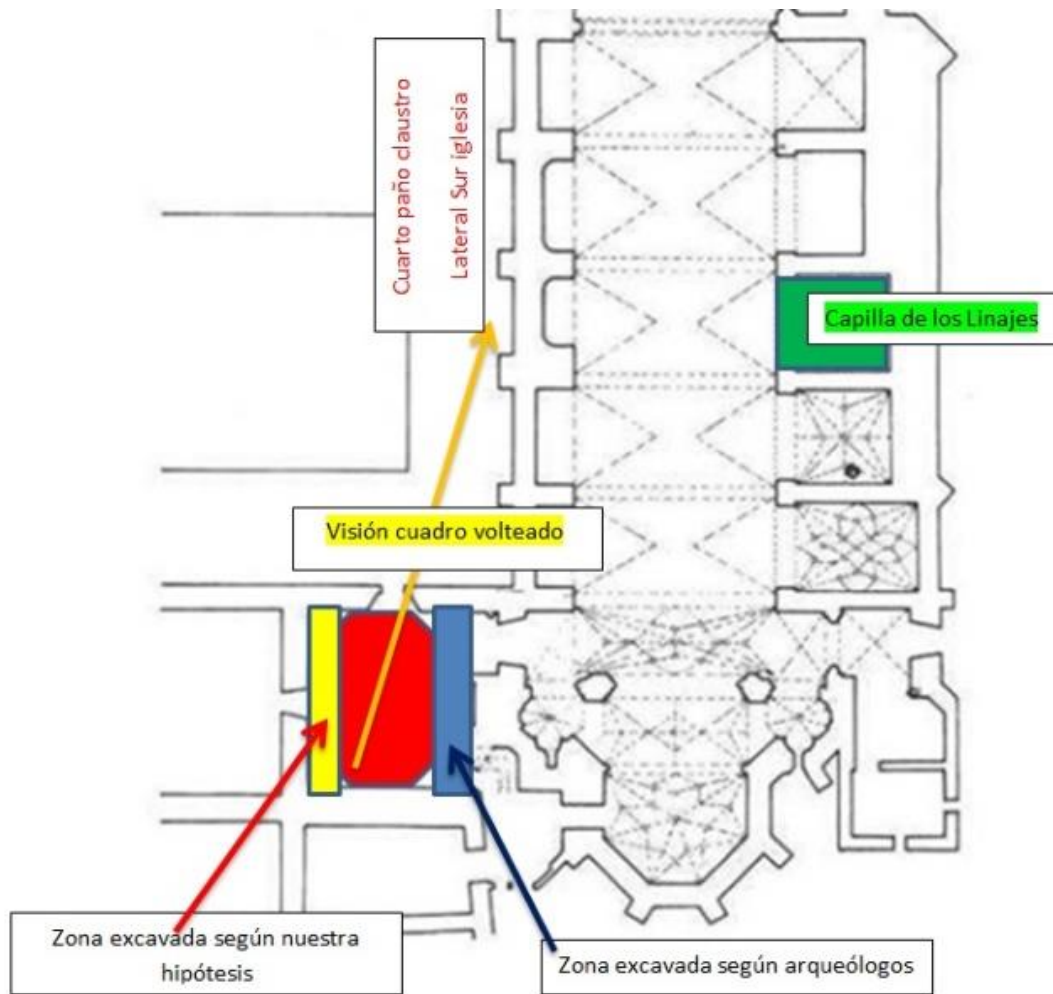 Cuarto paño claustro
Lateral Sur iglesia
Capilla de los Linajes
Visión cuadro volteado
Zona excavada según nuestra
hipótesis
Zona excavada según arqueólogos